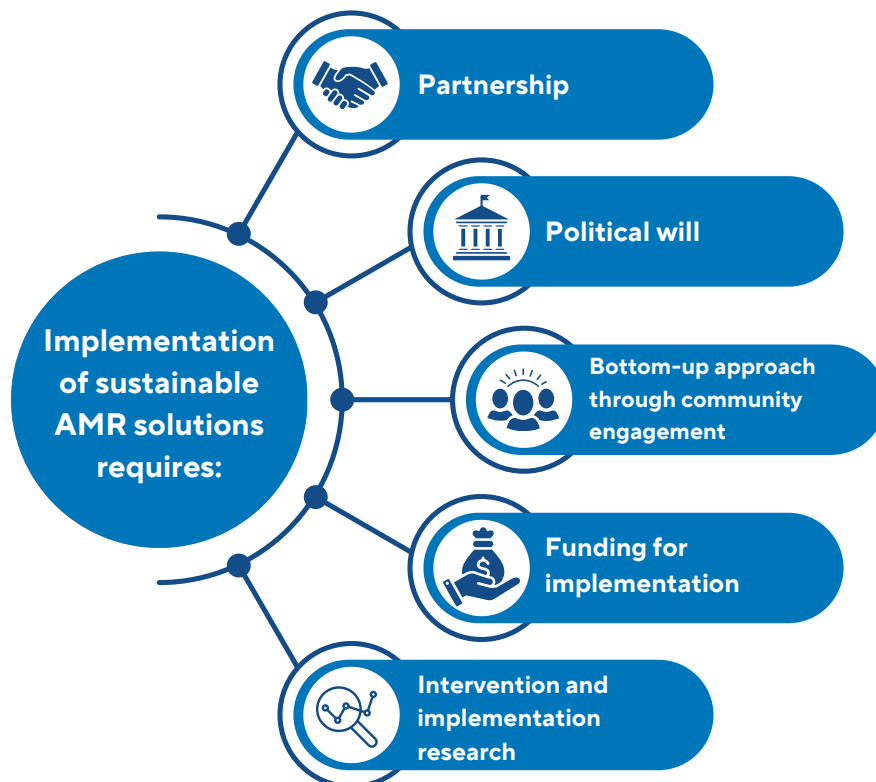 Partnership
Political will
Implementation
of sustainable
AMR solutions
requires:
Bottom-up approach
through community
engagement
Funding for
implementation
Intervention and
implementation
research